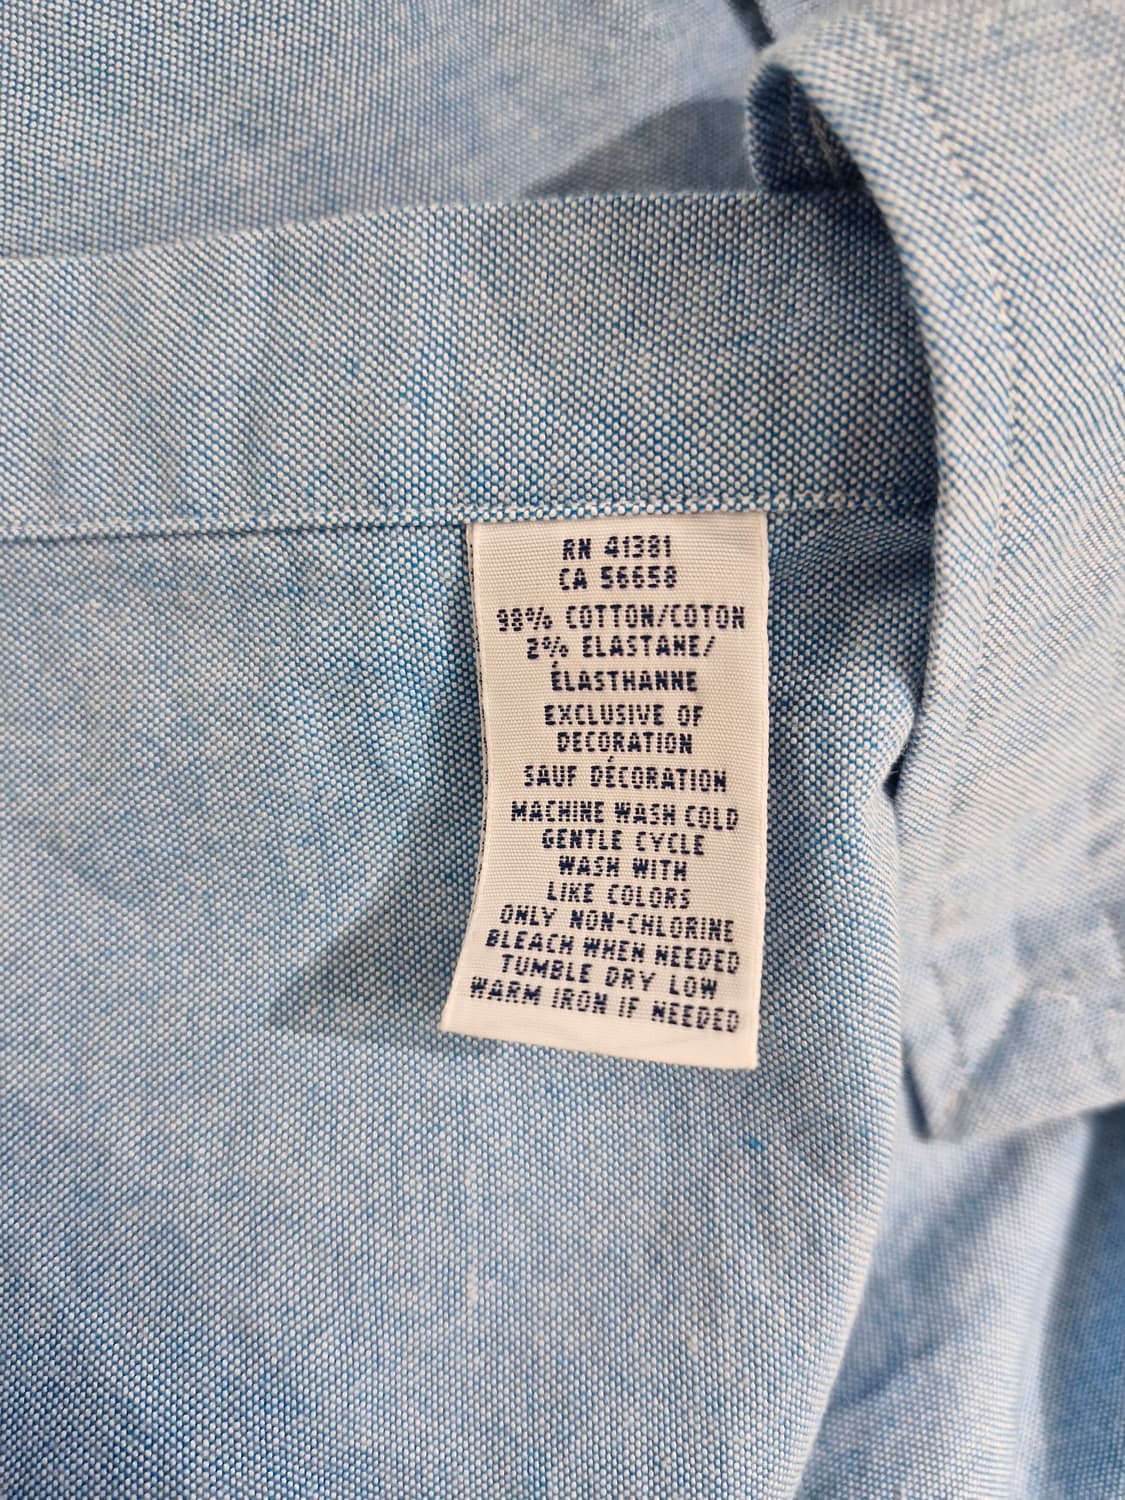 RN 41381
CA 56658
98% COTTON/COTON
2% ELASTANE/
ÉLASTHANNE
EXCLUSIVE OF
DECORATION
SAUF DÉCORATION
MACHINE WASH COLD
GENTLE CYCLE
WASH WITH
LIKE COLORS
ONLY NON-CHLORINE
BLEACH WHEN NEEDED
TUMBLE DRY LOW
WARM IRON IF NEEDED